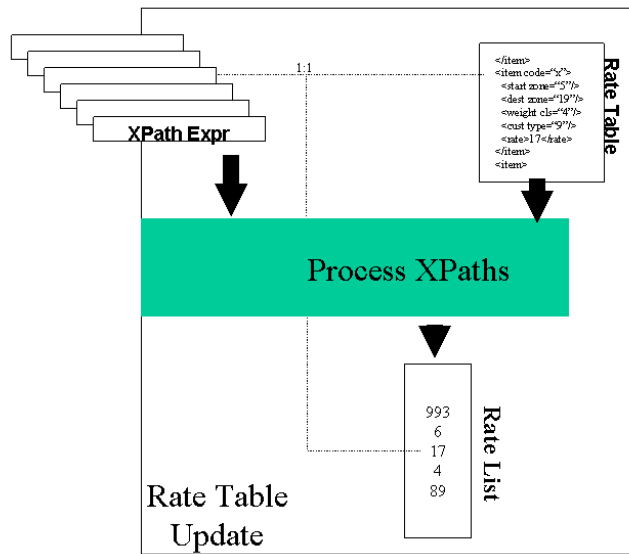 1:1
XPath Expr
</item>
<item code=“x”>
<start zone=“5”/>
<dest zone=“19”/>
<weight cls=“4”/>
<cust type=“9”/>
<rate>17</rate>
</item>
<item>
Rate Table
Process XPaths
993
6
17
4
89
Rate List
Rate Table
Update